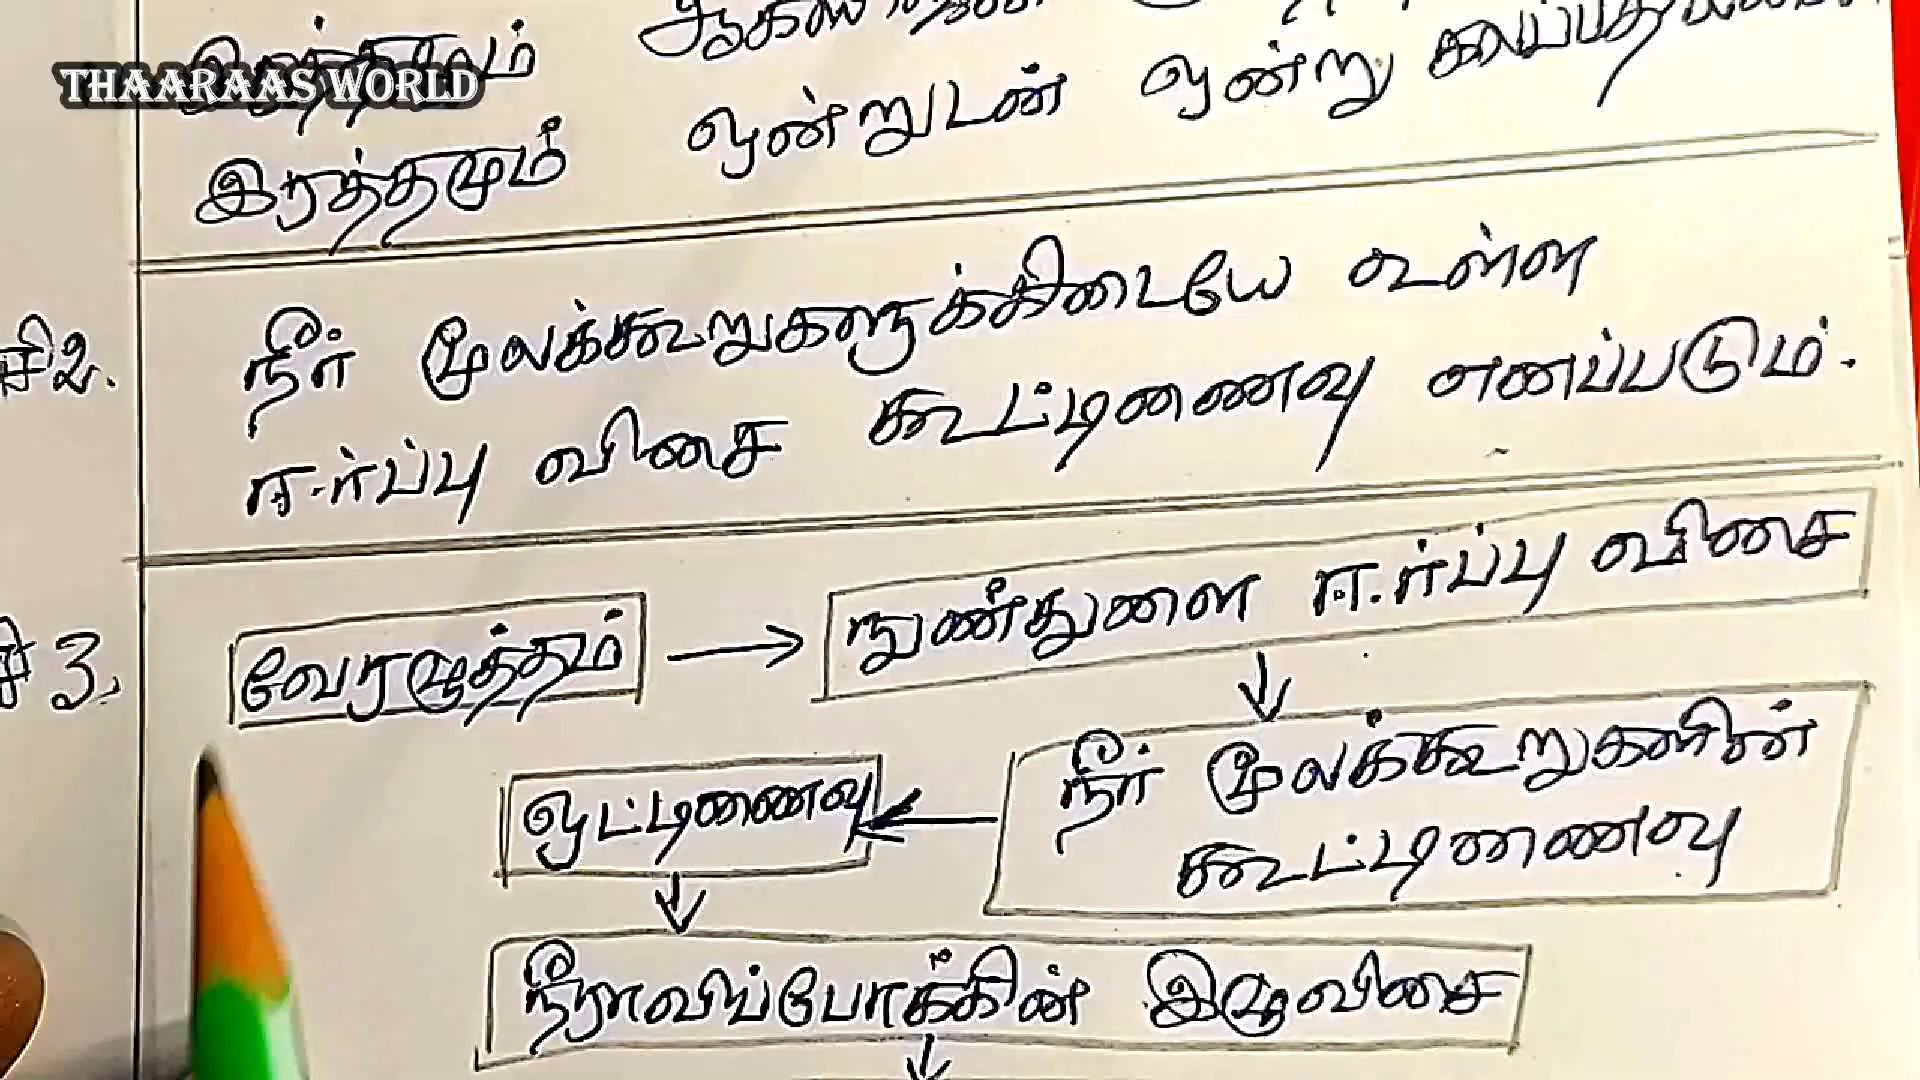 THAARAAS WORLD
இரத்தமும் ஒன்றுடன் ஒன்று கலப்பதில்லை
சி2. நீர் மூலக்கூறுகளுக்கிடையே உள்ள
ஈர்ப்பு விசை கூட்டிணைவு எனப்படும்.
சி3. வேரழுத்தம் → நுண்துளை ஈர்ப்பு விசை
நீர் மூலக்கூறுகளின்
ஒட்டிணைவு கூட்டிணைவு
நீராவிப்போக்கின் இழுவிசை